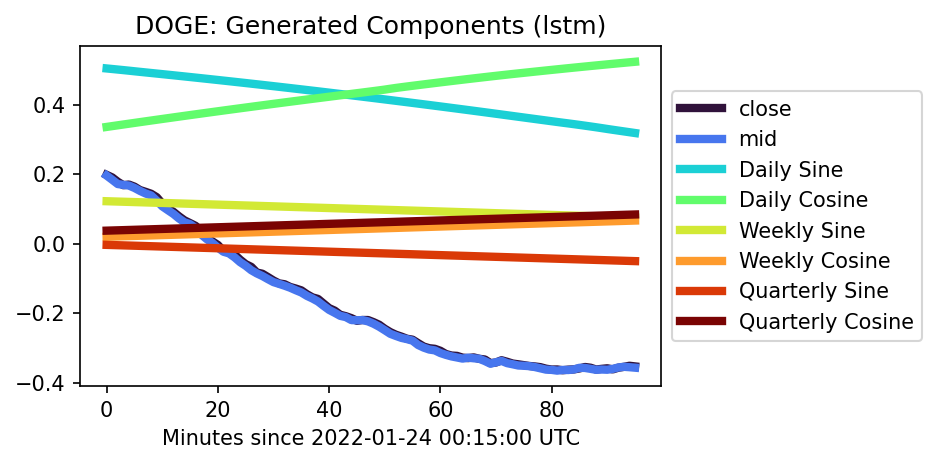 DOGE: Generated Components (lstm)
0.4
0.2
0.0
−0.2
−0.4
0 20 40 60 80
Minutes since 2022-01-24 00:15:00 UTC
close
mid
Daily Sine
Daily Cosine
Weekly Sine
Weekly Cosine
Quarterly Sine
Quarterly Cosine